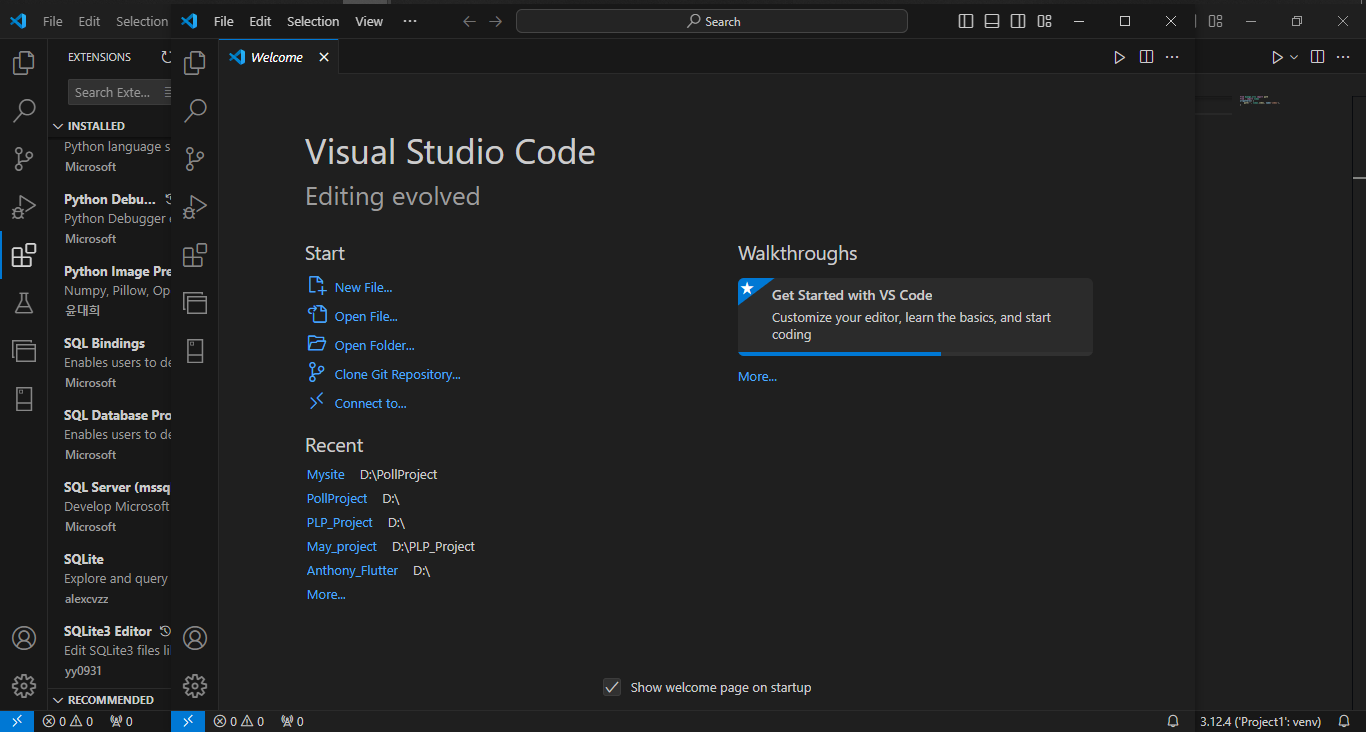 File Edit Selection
File Edit Selection View ··· Search
EXTENSIONS
Search Exte...
INSTALLED
Python language s
Microsoft
Python Debu...
Python Debugger
Microsoft
Python Image Pre
Numpy, Pillow, Op
윤대희
SQL Bindings
Enables users to de
Microsoft
SQL Database Pro
Enables users to de
Microsoft
SQL Server (mssq
Develop Microsoft
Microsoft
SQLite
Explore and query
alexcvzz
SQLite3 Editor
Edit SQLite3 files li
yy0931
RECOMMENDED
0 0 0
Welcome
Visual Studio Code
Editing evolved
Start
New File...
Open File...
Open Folder...
Clone Git Repository...
Connect to...
Recent
Mysite D:\PollProject
PollProject D:\
PLP_Project D:\
May_project D:\PLP_Project
Anthony_Flutter D:\
More...
Walkthroughs
Get Started with VS Code
Customize your editor, learn the basics, and start
coding
More...
Show welcome page on startup
0 0 0
3.12.4 ('Project1': venv)